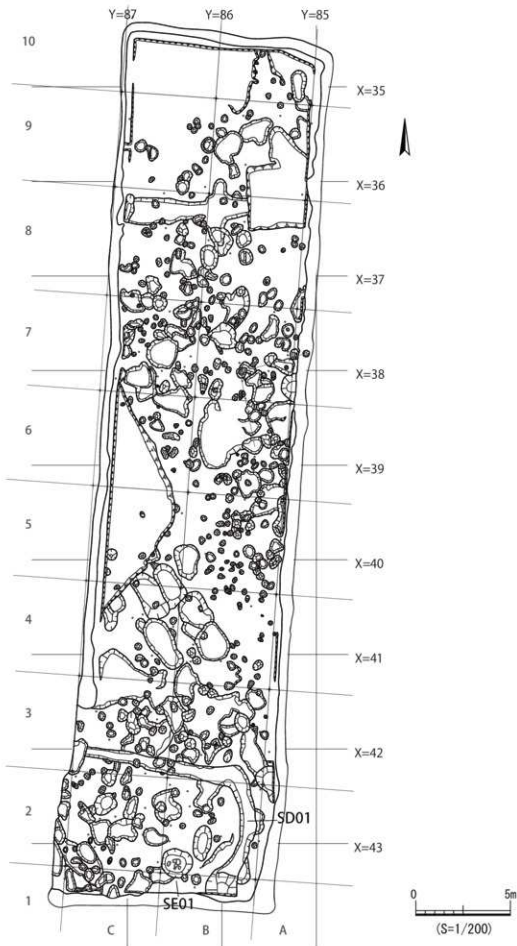 Y=87 Y=86 Y=85
10
X=35
9
X=36
8
X=37
7
X=38
6
X=39
5
X=40
4
X=41
3
X=42
2
SD01
X=43
1
SE01
C B A
0 5m
(S=1/200)